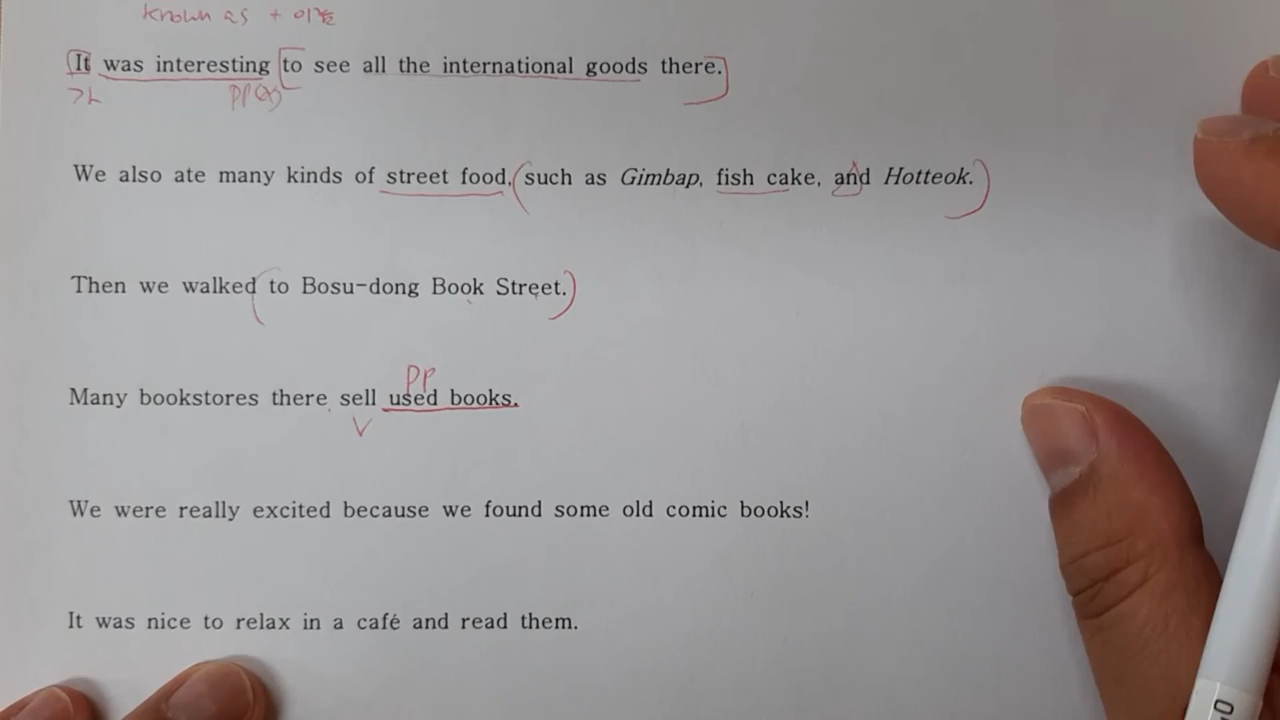 known as + 이름
It was interesting to see all the international goods there.
가 pp(x)
We also ate many kinds of street food, such as Gimbap, fish cake, and Hotteok.
Then we walked to Bosu-dong Book Street.
pp
Many bookstores there sell used books.
V
We were really excited because we found some old comic books!
It was nice to relax in a café and read them.